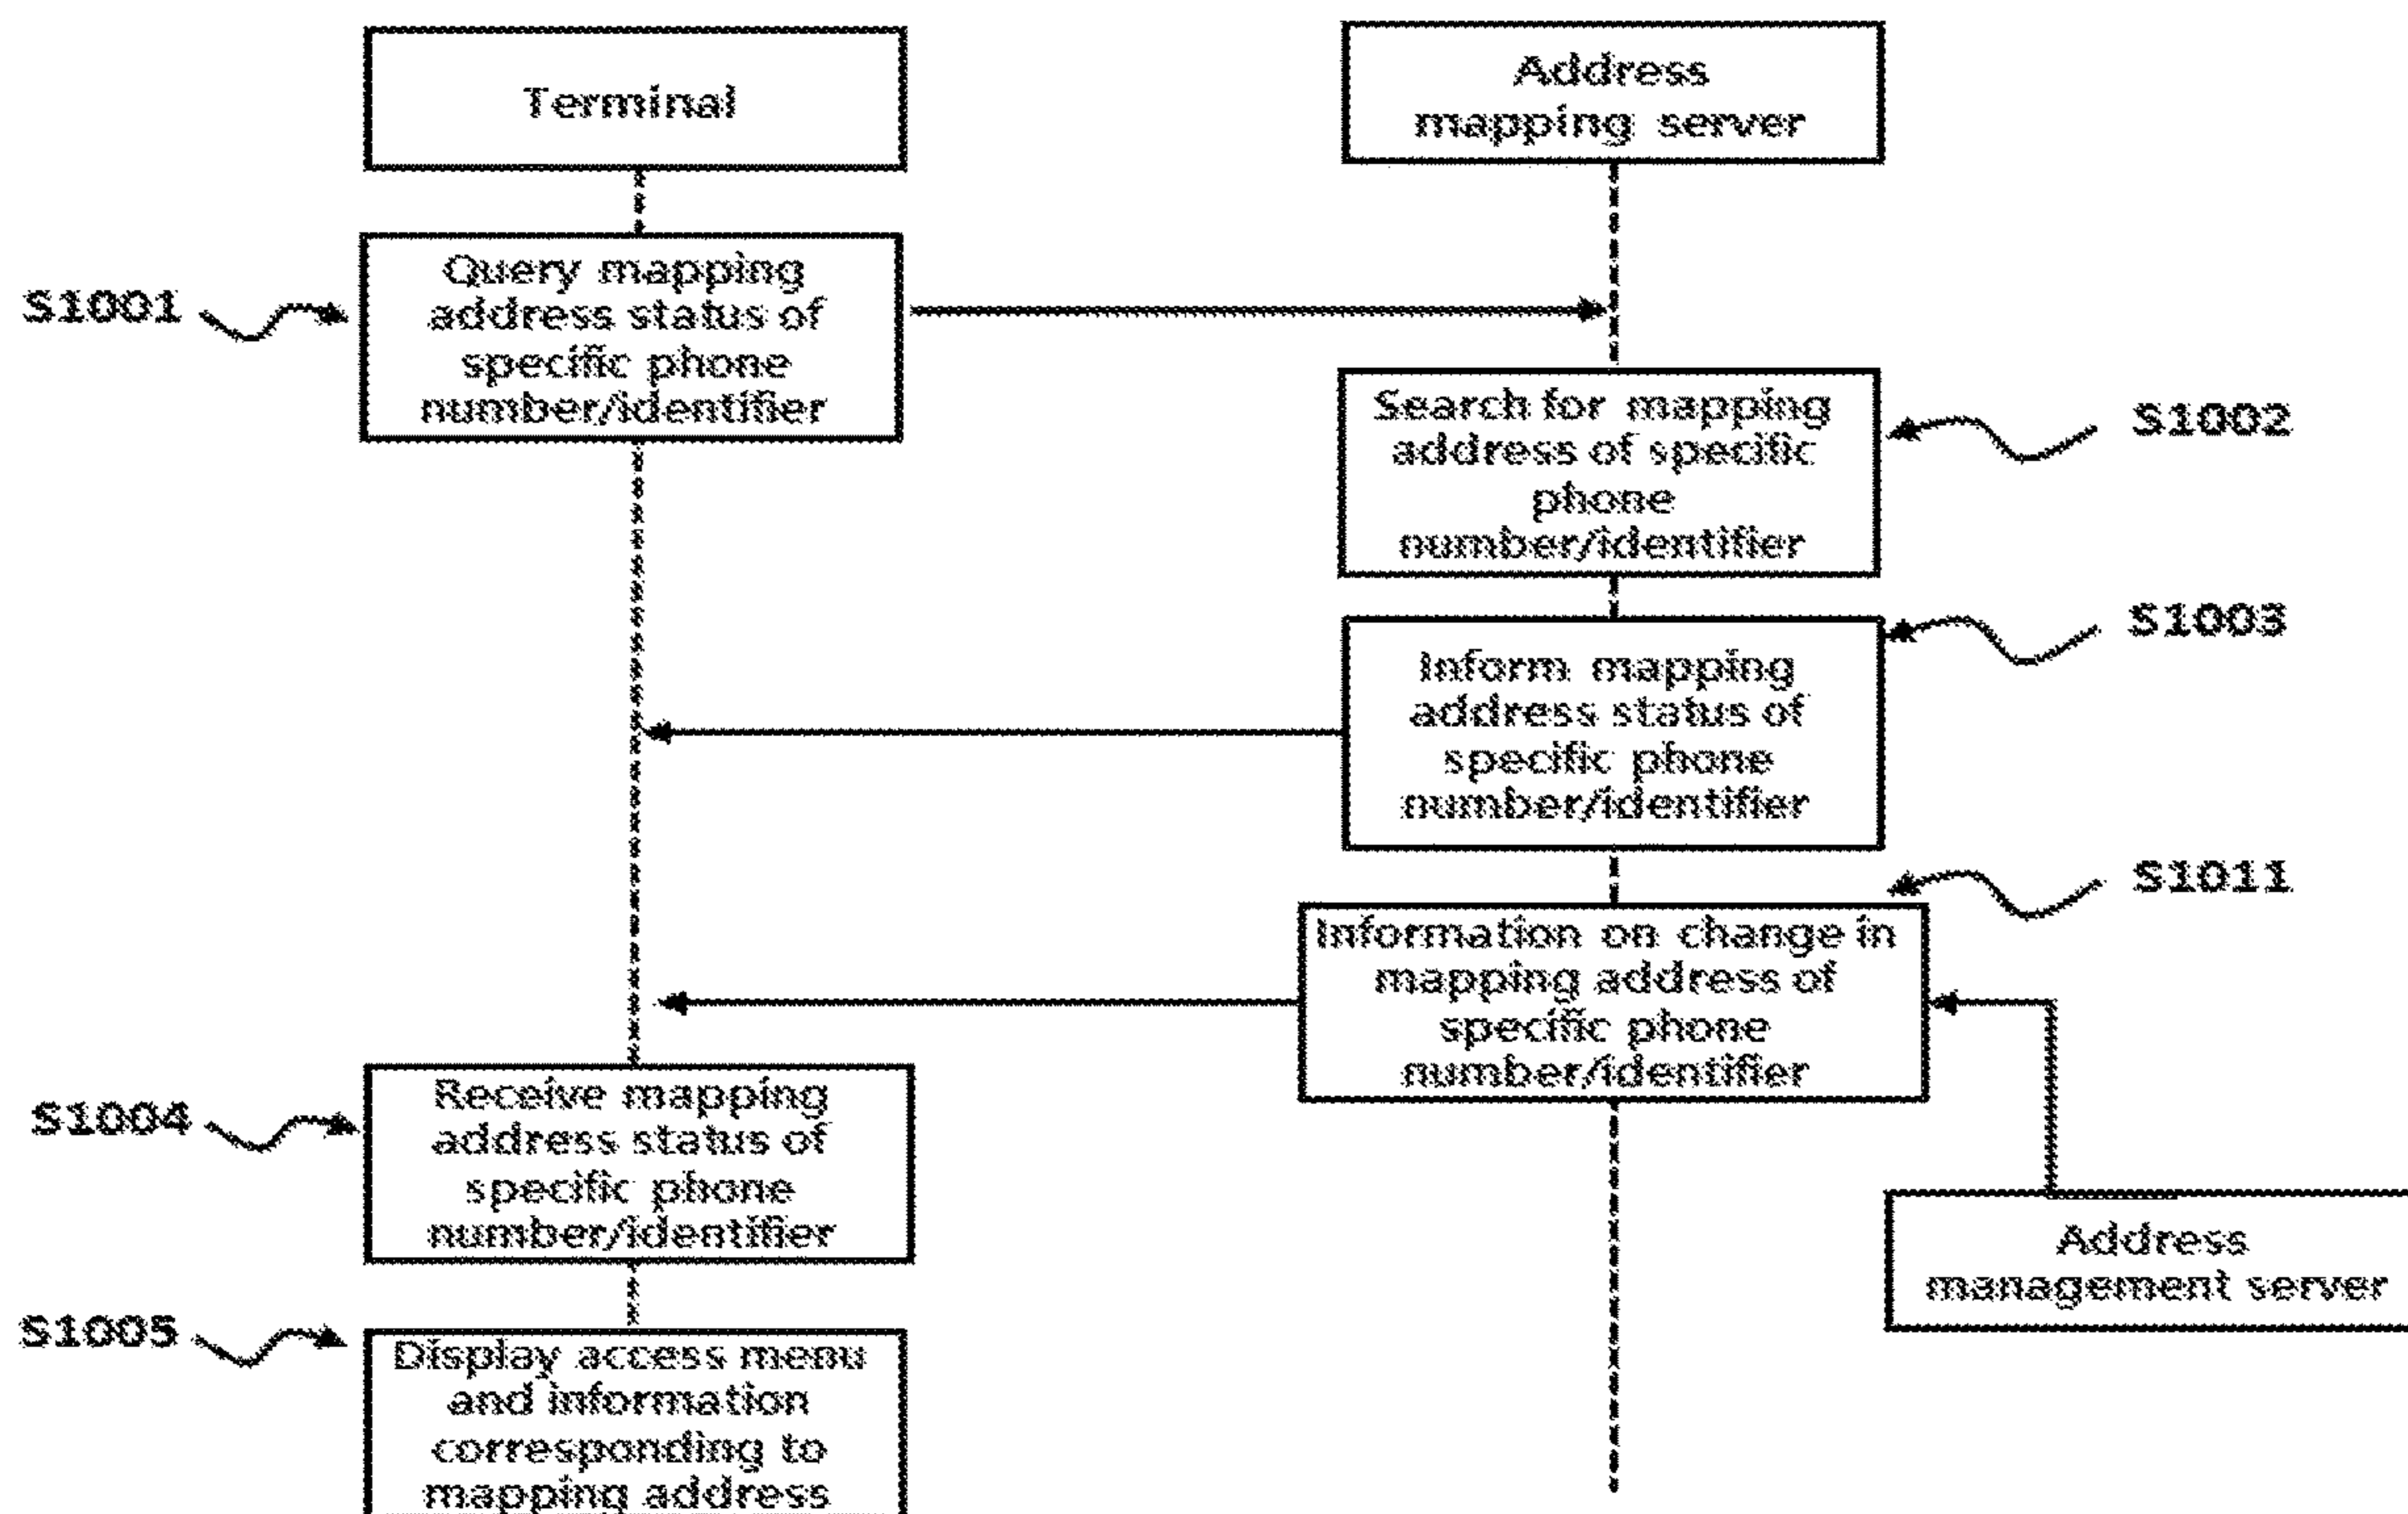 Terminal
Address
mapping server
S1001
Query mapping
address status of
specific phone
number/identifier
Search for mapping
address of specific
phone
number/identifier
S1002
Inform mapping
address status of
specific phone
number/identifier
S1003
Information on change in
mapping address of
specific phone
number/identifier
S1011
S1004
Receive mapping
address status of
specific phone
number/identifier
Address
management server
S1005
Display access menu
and information
corresponding to
mapping address